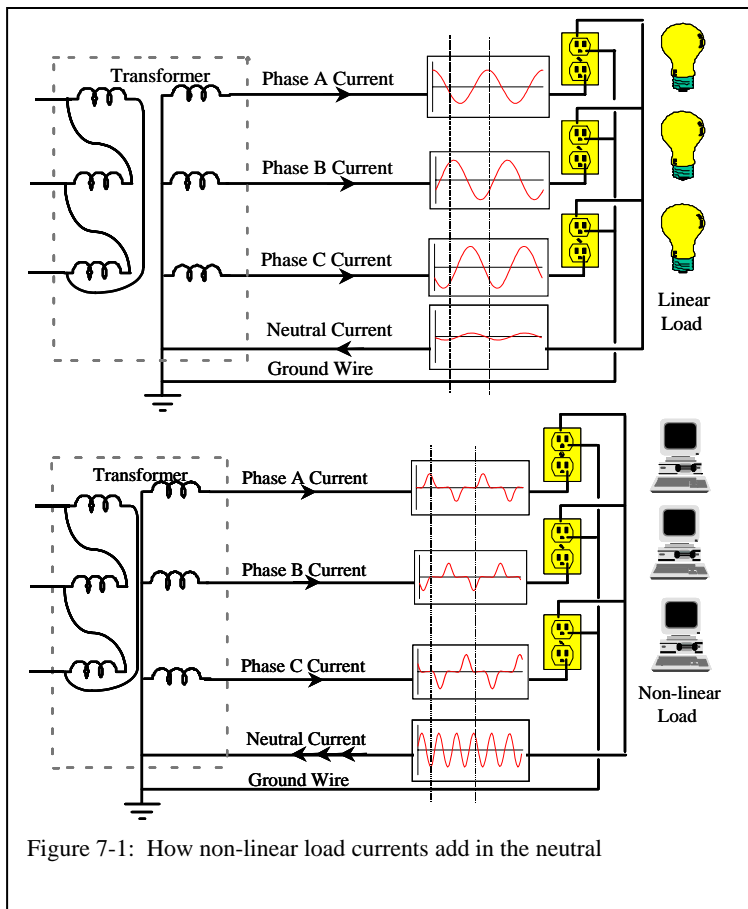 Transformer
Phase A Current
Phase B Current
Phase C Current
Linear
Load
Neutral Current
Ground Wire
Transformer
Phase A Current
Phase B Current
Phase C Current
Non-linear
Load
Neutral Current
Ground Wire
Figure 7-1: How non-linear load currents add in the neutral